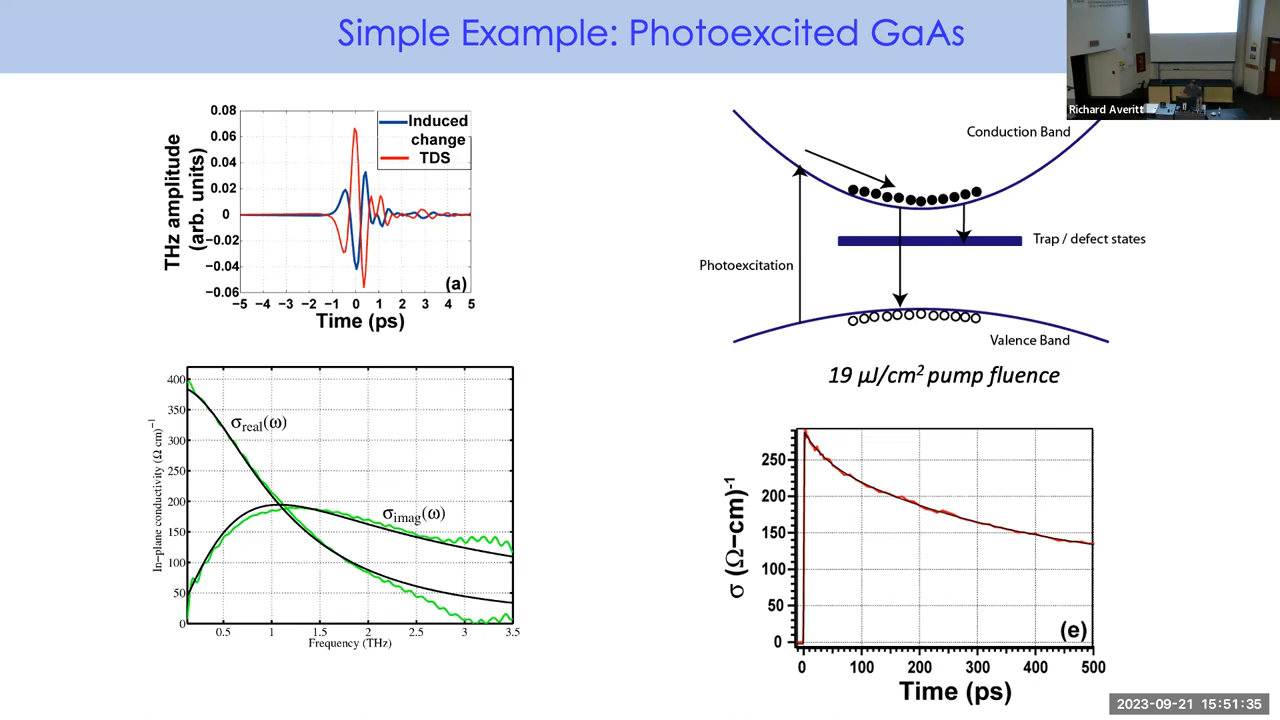 Simple Example: Photoexcited GaAs
Richard Averitt
THz amplitude
(arb. units)
0.08
0.06
0.04
0.02
0
−0.02
−0.04
−0.06
Induced
change
TDS
(a)
−5 −4 −3 −2 −1 0 1 2 3 4 5
Time (ps)
Conduction Band
Trap / defect states
Photoexcitation
Valence Band
19 µJ/cm² pump fluence
In−plane conductivity (Ω cm)⁻¹
400
350
300
250
200
150
100
50
0
σreal(ω)
σimag(ω)
0.5 1 1.5 2 2.5 3 3.5
Frequency (THz)
σ (Ω−cm)⁻¹
250
200
150
100
50
0
(e)
0 100 200 300 400 500
Time (ps)
2023-09-21 15:51:35